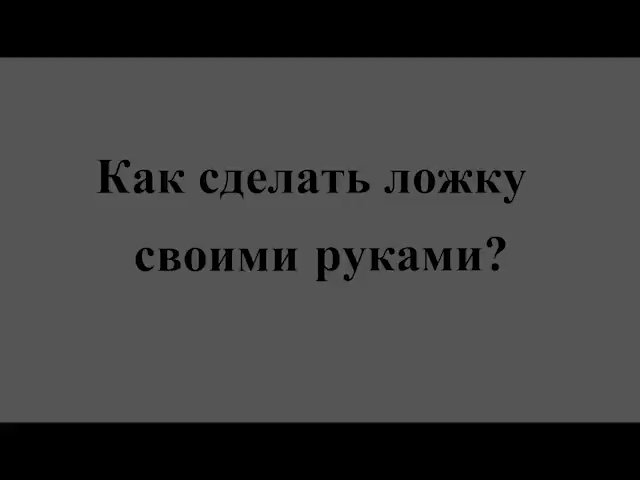 Как сделать ложку
своими руками?